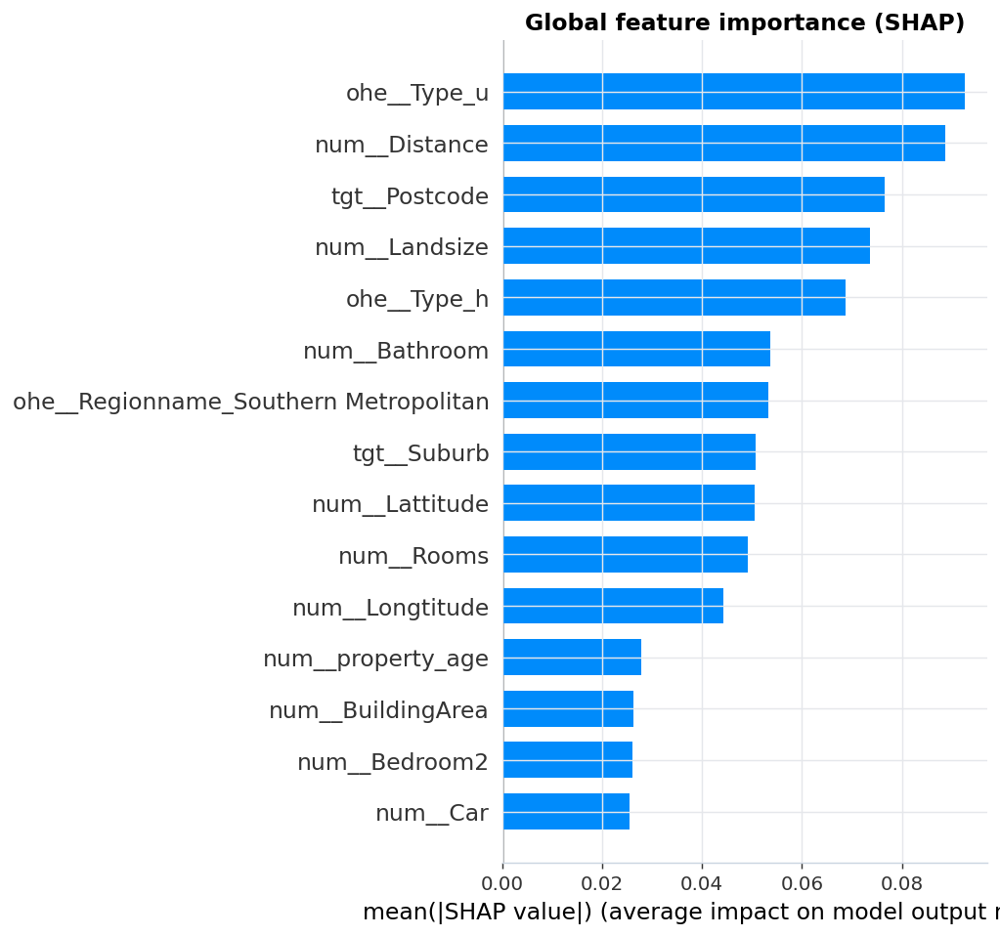 Global feature importance (SHAP)
ohe__Type_u
num__Distance
tgt__Postcode
num__Landsize
ohe__Type_h
num__Bathroom
ohe__Regionname_Southern Metropolitan
tgt__Suburb
num__Lattitude
num__Rooms
num__Longtitude
num__property_age
num__BuildingArea
num__Bedroom2
num__Car
0.00 0.02 0.04 0.06 0.08
mean(|SHAP value|) (average impact on model output